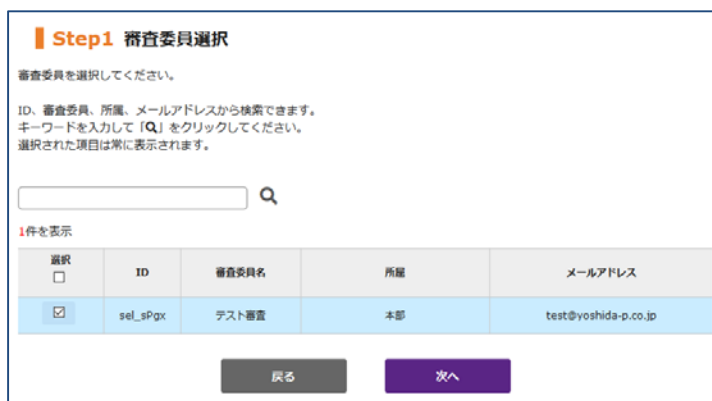 Step1 審査委員選択
審査委員を選択してください。
ID、審査委員、所属、メールアドレスから検索できます。
キーワードを入力して「」をクリックしてください。
選択された項目は常に表示されます。
1件を表示
選択 ID 審査委員名 所属 メールアドレス
sel_sPgx テスト審査 本部 test@yoshida-p.co.jp
戻る 次へ